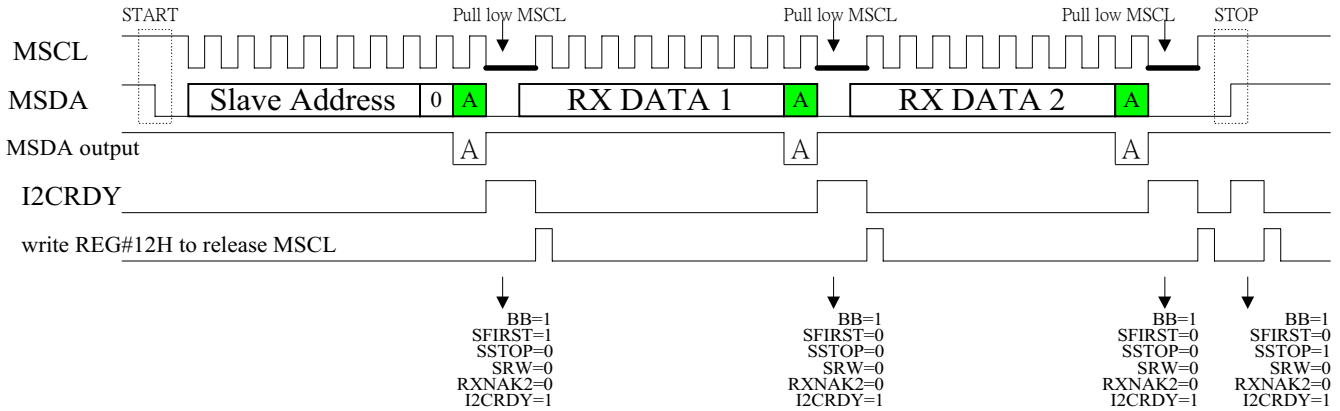 START Pull low MSCL Pull low MSCL Pull low MSCL STOP
MSCL
MSDA Slave Address 0 A RX DATA 1 A RX DATA 2 A
MSDA output A A A
I2CRDY
write REG#12H to release MSCL
BB=1 BB=1 BB=1 BB=1
SFIRST=1 SFIRST=0 SFIRST=0 SFIRST=0
SSTOP=0 SSTOP=0 SSTOP=0 SSTOP=1
SRW=0 SRW=0 SRW=0 SRW=0
RXNAK2=0 RXNAK2=0 RXNAK2=0 RXNAK2=0
I2CRDY=1 I2CRDY=1 I2CRDY=1 I2CRDY=1